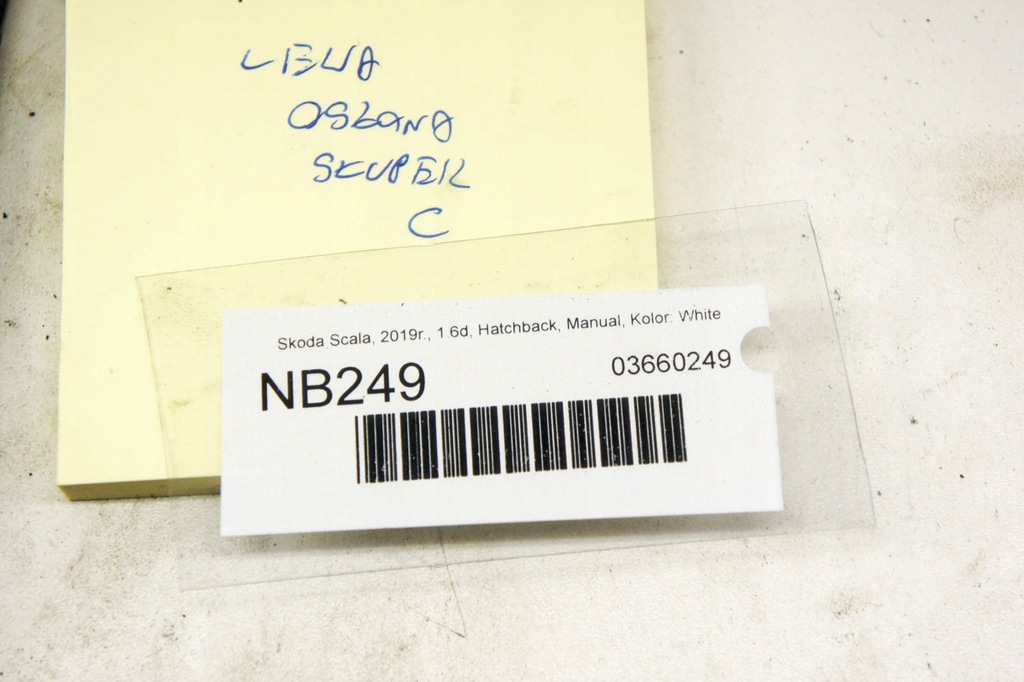 LEWA
OSŁONA
SKUPER
C
Skoda Scala, 2019r., 1.6d, Hatchback, Manual, Kolor: White
NB249
03660249